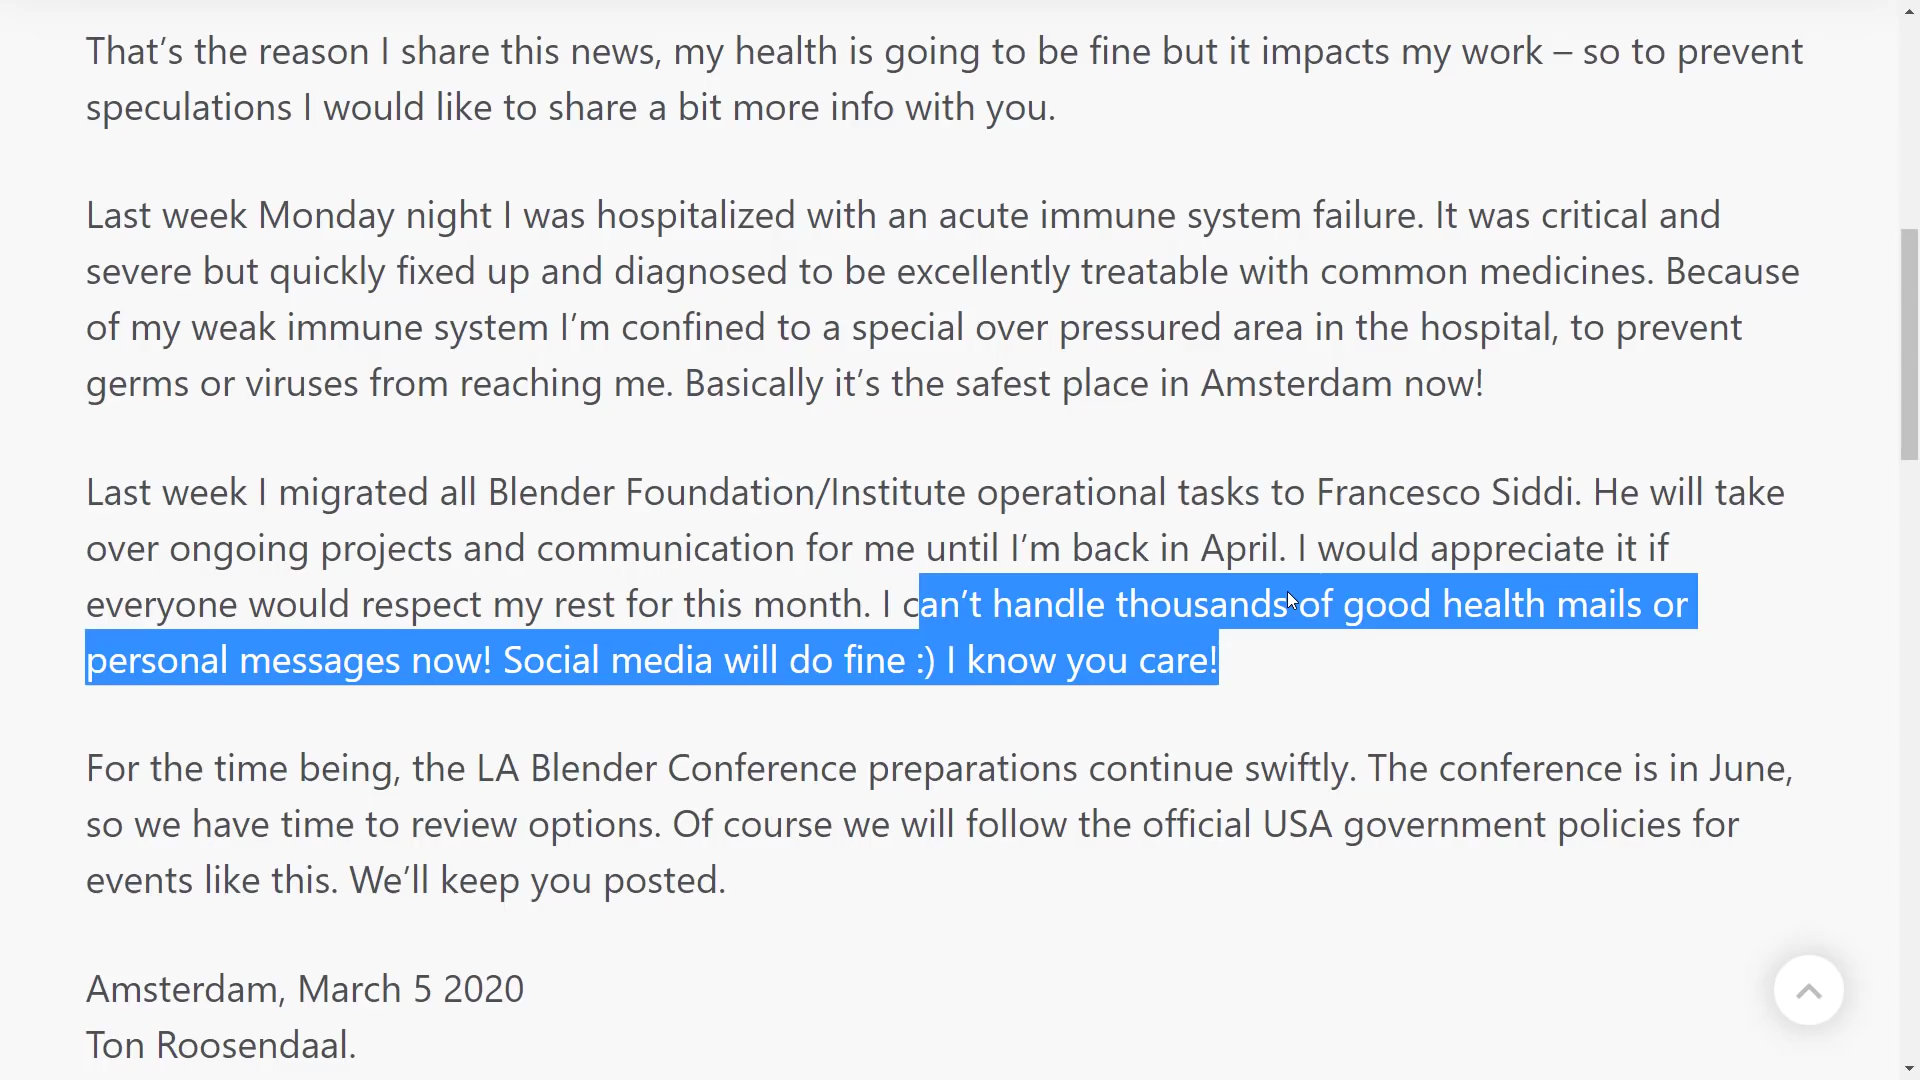 That’s the reason I share this news, my health is going to be fine but it impacts my work – so to prevent
speculations I would like to share a bit more info with you.
Last week Monday night I was hospitalized with an acute immune system failure. It was critical and
severe but quickly fixed up and diagnosed to be excellently treatable with common medicines. Because
of my weak immune system I’m confined to a special over pressured area in the hospital, to prevent
germs or viruses from reaching me. Basically it’s the safest place in Amsterdam now!
Last week I migrated all Blender Foundation/Institute operational tasks to Francesco Siddi. He will take
over ongoing projects and communication for me until I’m back in April. I would appreciate it if
everyone would respect my rest for this month. I can’t handle thousands of good health mails or
personal messages now! Social media will do fine :) I know you care!
For the time being, the LA Blender Conference preparations continue swiftly. The conference is in June,
so we have time to review options. Of course we will follow the official USA government policies for
events like this. We’ll keep you posted.
Amsterdam, March 5 2020
Ton Roosendaal.